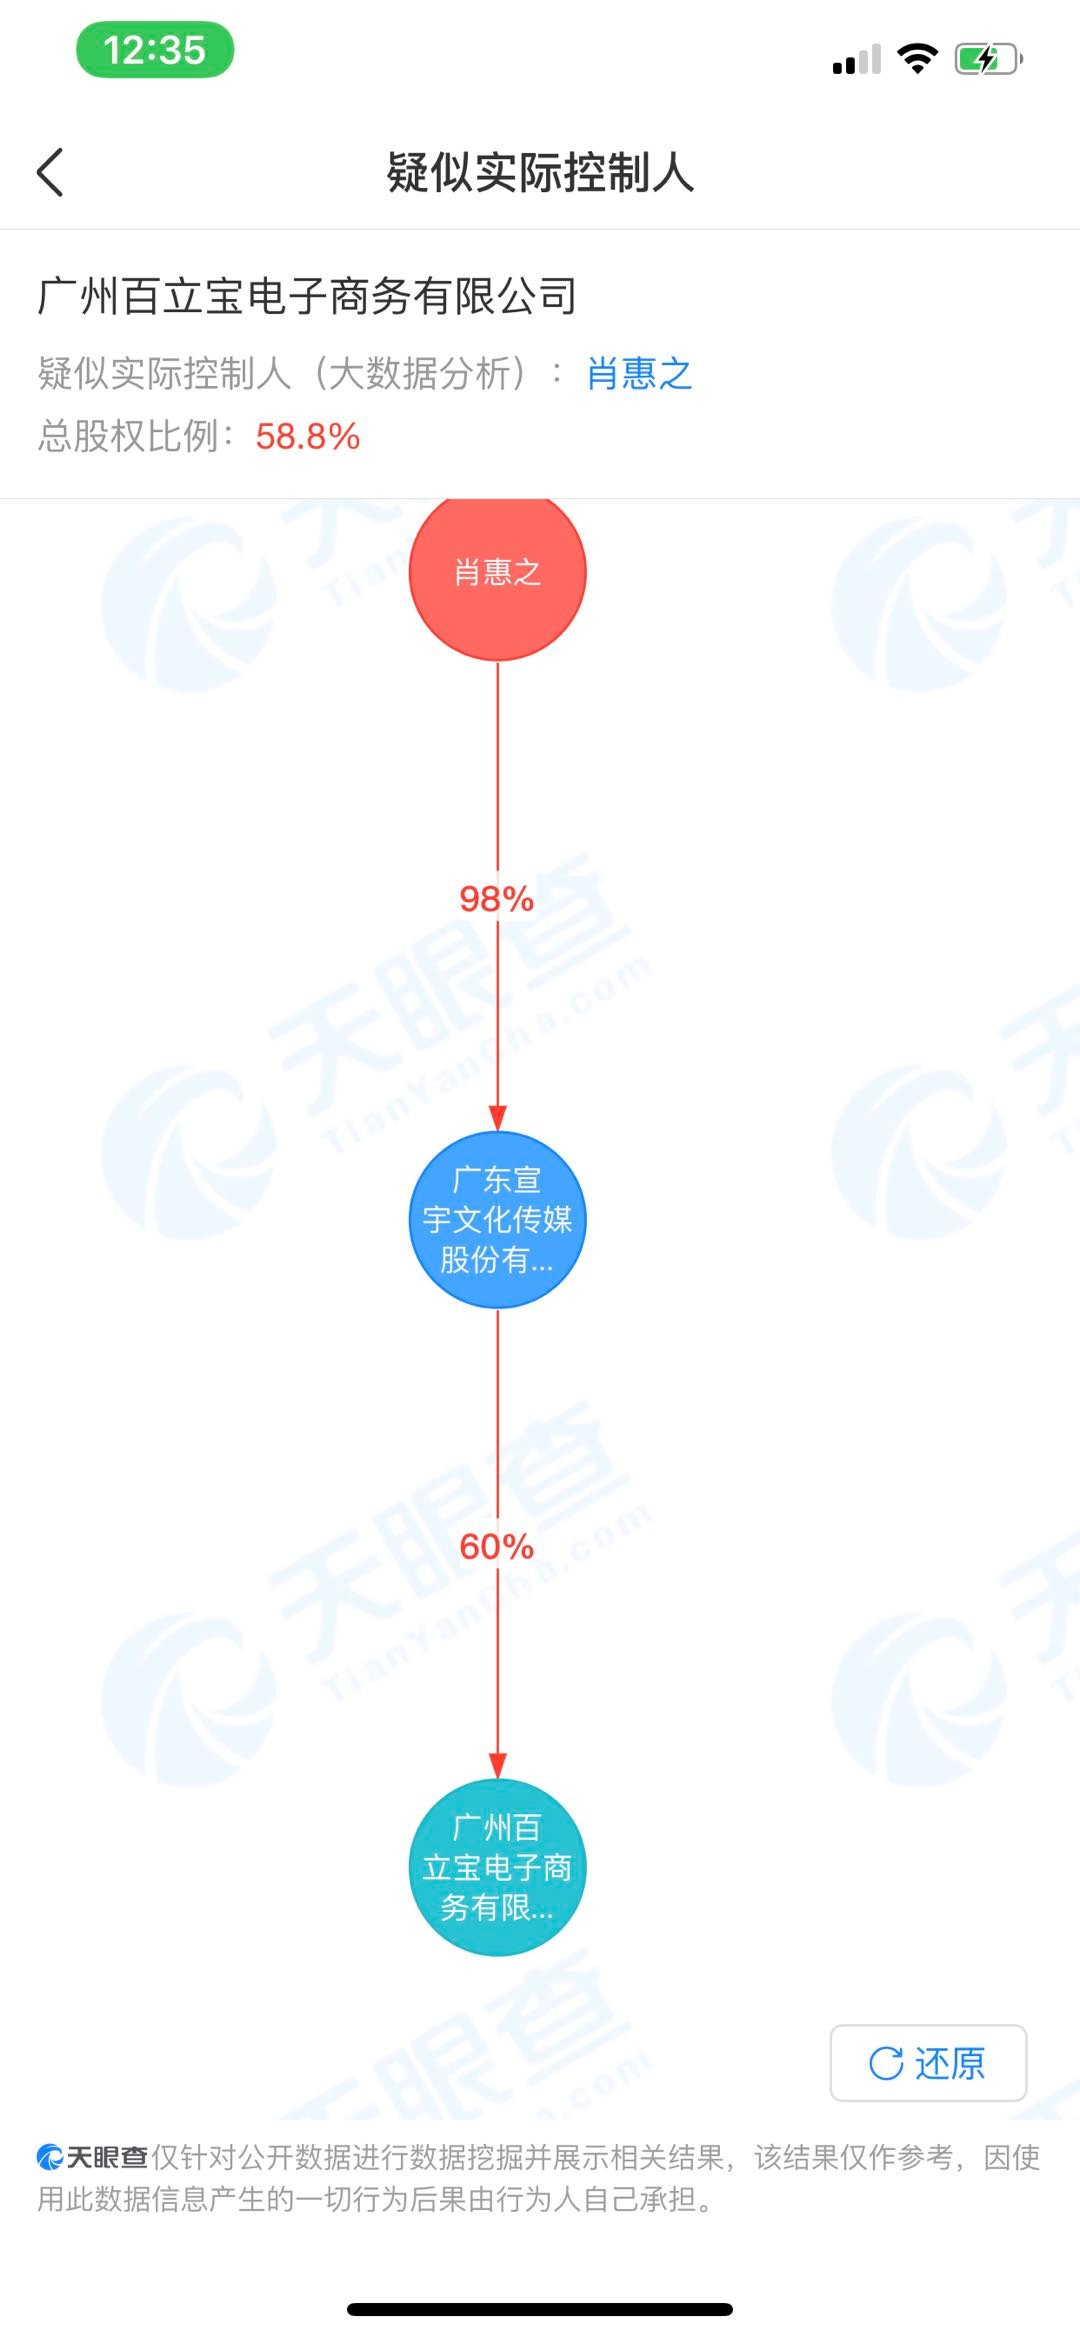 12:35
疑似实际控制人
广州百立宝电子商务有限公司
疑似实际控制人（大数据分析）：肖惠之
总股权比例：58.8%
肖惠之
98%
天眼查
TianYanCha.com
广东宣
宇文化传媒
股份有...
60%
天眼查
TianYanCha.com
广州百
立宝电子商
务有限...
还原
天眼查仅针对公开数据进行数据挖掘并展示相关结果，该结果仅作参考，因使
用此数据信息产生的一切行为后果由行为人自己承担。